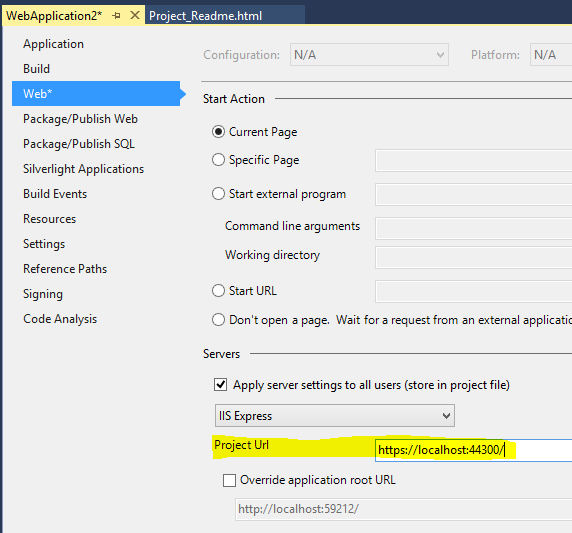 WebApplication2* Project_Readme.html
Application
Build
Web*
Package/Publish Web
Package/Publish SQL
Silverlight Applications
Build Events
Resources
Settings
Reference Paths
Signing
Code Analysis
Configuration: N/A Platform: N/A
Start Action
Current Page
Specific Page
Start external program
Command line arguments
Working directory
Start URL
Don't open a page. Wait for a request from an external applicatio
Servers
Apply server settings to all users (store in project file)
IIS Express
Project Url https://localhost:44300/
Override application root URL
http://localhost:59212/